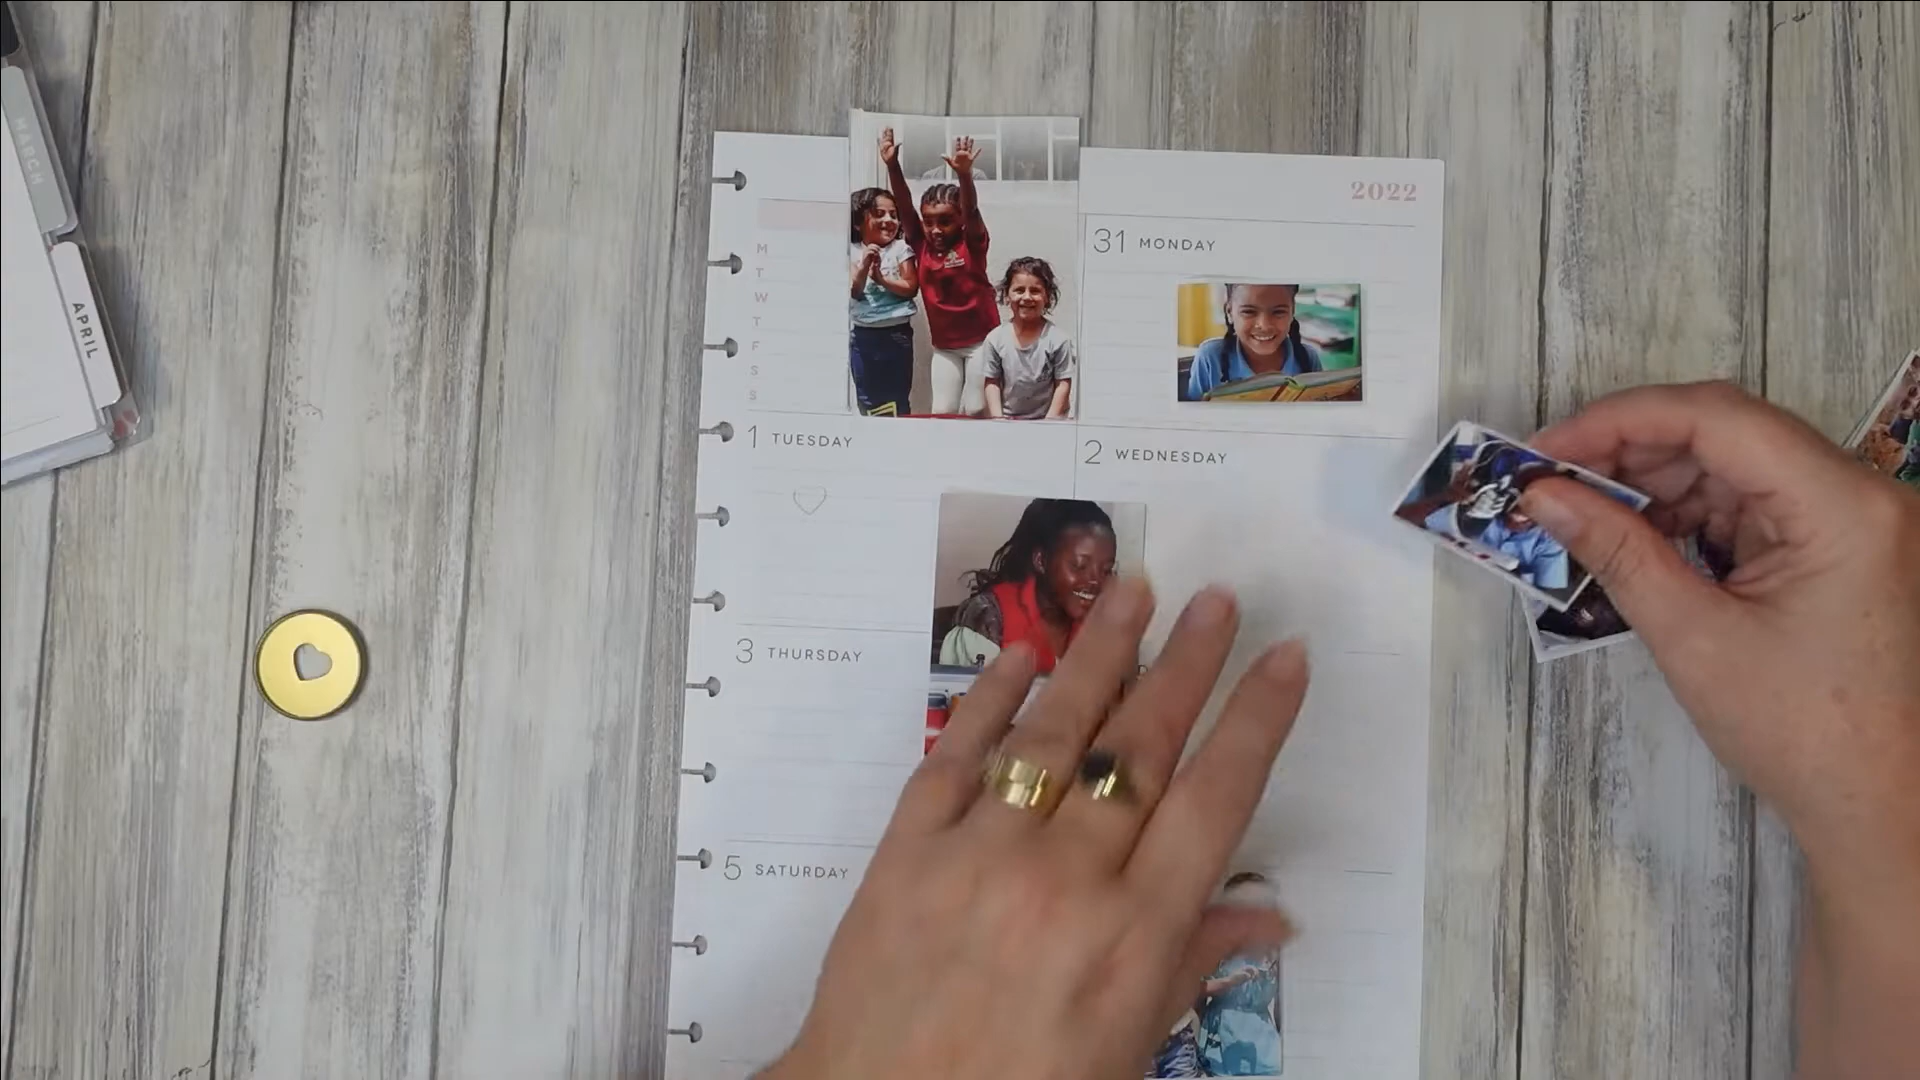 MARCH
APRIL
2022
31 MONDAY
M
T
W
T
F
S
S
1 TUESDAY
2 WEDNESDAY
3 THURSDAY
5 SATURDAY